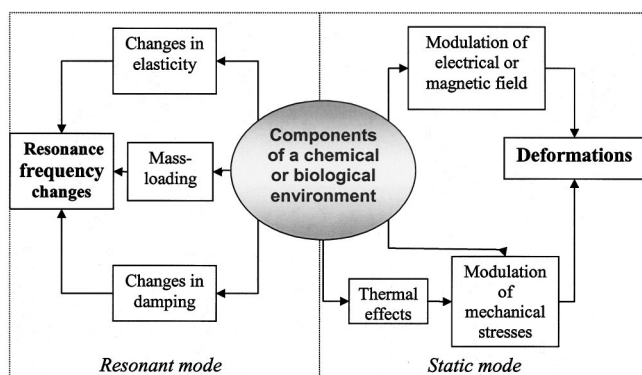 Changes in
elasticity
Modulation of
electrical or
magnetic field
Resonance
frequency
changes
Mass-
loading
Components
of a chemical
or biological
environment
Deformations
Changes in
damping
Thermal
effects
Modulation
of
mechanical
stresses
Resonant mode
Static mode